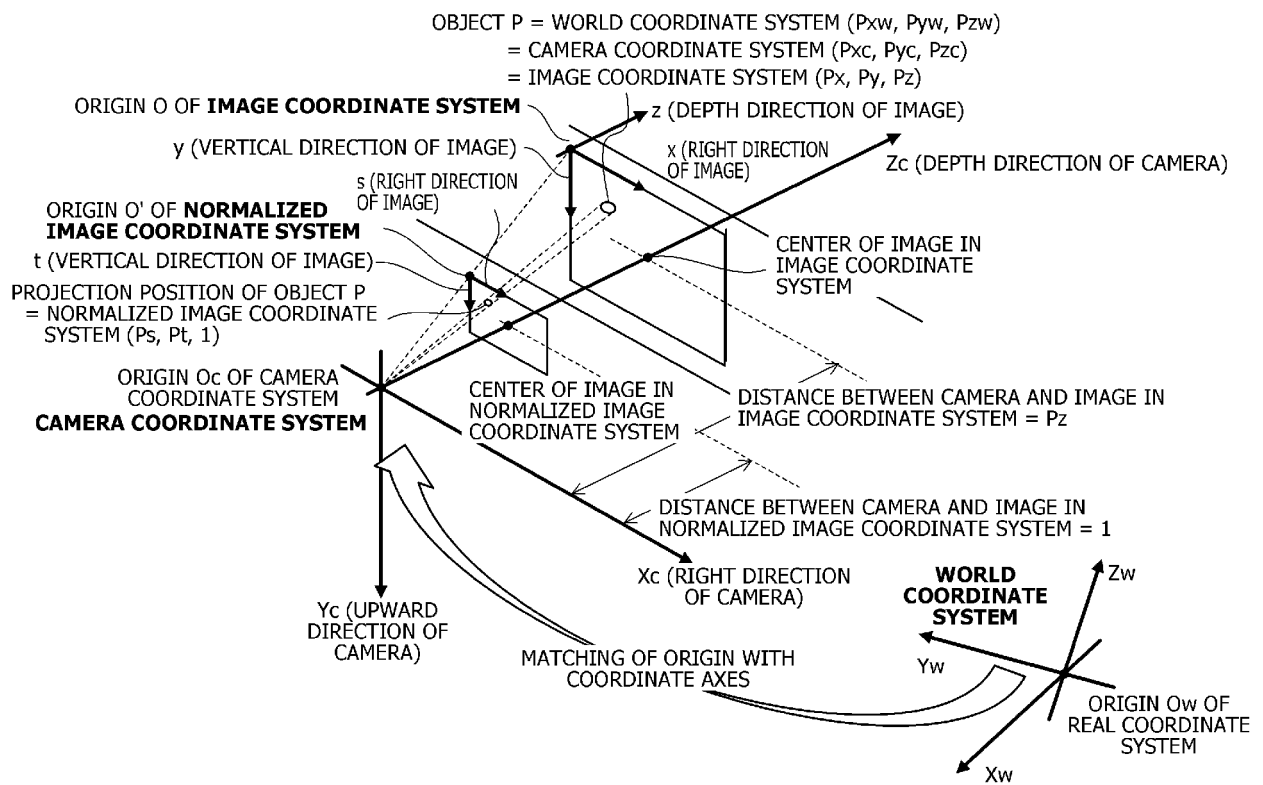 OBJECT P = WORLD COORDINATE SYSTEM (Pxw, Pyw, Pzw)
= CAMERA COORDINATE SYSTEM (Pxc, Pyc, Pzc)
= IMAGE COORDINATE SYSTEM (Px, Py, Pz)
ORIGIN O OF IMAGE COORDINATE SYSTEM
z (DEPTH DIRECTION OF IMAGE)
y (VERTICAL DIRECTION OF IMAGE)
x (RIGHT DIRECTION
OF IMAGE)
Zc (DEPTH DIRECTION OF CAMERA)
s (RIGHT DIRECTION
OF IMAGE)
ORIGIN O' OF NORMALIZED
IMAGE COORDINATE SYSTEM
CENTER OF IMAGE IN
IMAGE COORDINATE
SYSTEM
t (VERTICAL DIRECTION OF IMAGE)
PROJECTION POSITION OF OBJECT P
= NORMALIZED IMAGE COORDINATE
SYSTEM (Ps, Pt, 1)
ORIGIN Oc OF CAMERA
COORDINATE SYSTEM
CAMERA COORDINATE SYSTEM
CENTER OF IMAGE IN
NORMALIZED IMAGE
COORDINATE SYSTEM
DISTANCE BETWEEN CAMERA AND IMAGE IN
IMAGE COORDINATE SYSTEM = Pz
DISTANCE BETWEEN CAMERA AND IMAGE IN
NORMALIZED IMAGE COORDINATE SYSTEM = 1
Xc (RIGHT DIRECTION
OF CAMERA)
Yc (UPWARD
DIRECTION OF
CAMERA)
WORLD
COORDINATE
SYSTEM
Zw
Yw
MATCHING OF ORIGIN WITH
COORDINATE AXES
ORIGIN Ow OF
REAL COORDINATE
SYSTEM
Xw